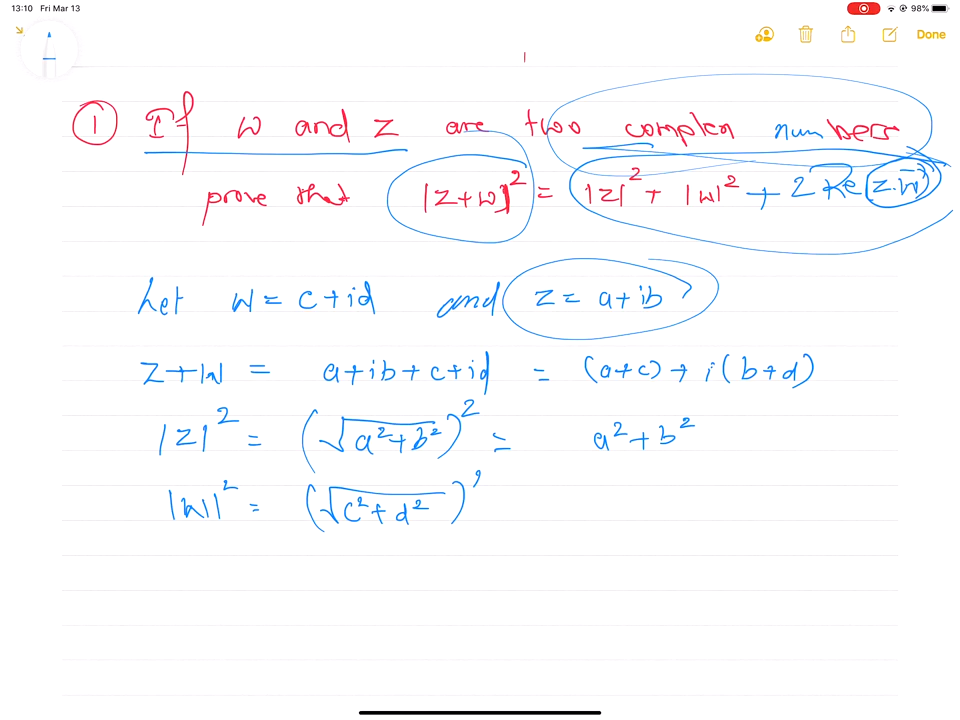 13:10 Fri Mar 13
98%
Done
① If w and z are two complex numbers
prove that |z+w|² = |z|² + |w|² + 2 Re(z.w̅)
Let w = c+id and z = a+ib
z+w = a+ib+c+id = (a+c) + i(b+d)
|z|² = (√a²+b²)² = a²+b²
|w|² = (√c²+d²)